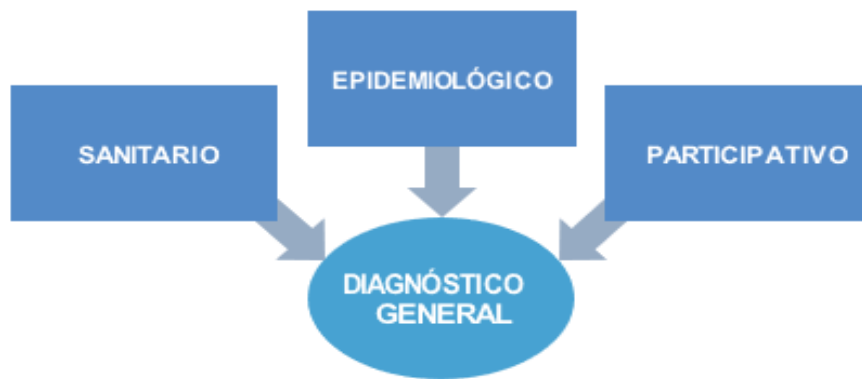 EPIDEMIOLÓGICO
SANITARIO
PARTICIPATIVO
DIAGNÓSTICO
GENERAL